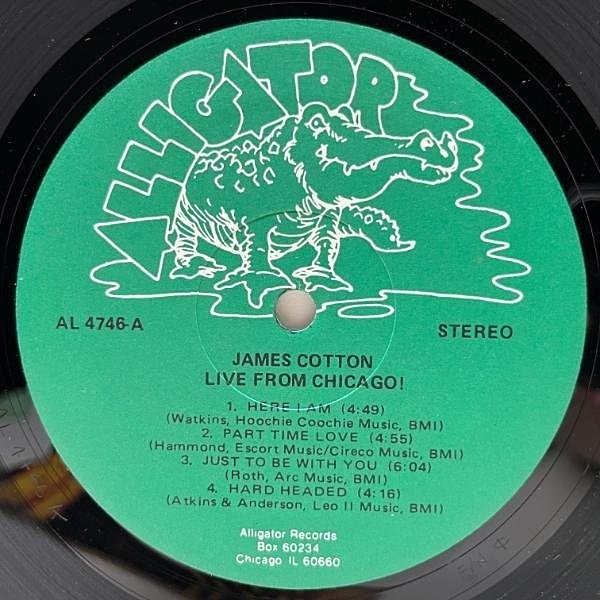 ALLIGATOR
AL 4746-A
STEREO
JAMES COTTON
LIVE FROM CHICAGO!
1. HERE I AM (4:49)
(Watkins, Hoochie Coochie Music, BMI)
2. PART TIME LOVE (4:55)
(Hammond, Escort Music/Cireco Music, BMI)
3. JUST TO BE WITH YOU (6:04)
(Roth, Arc Music, BMI)
4. HARD HEADED (4:16)
(Atkins & Anderson, Leo II Music, BMI)
Alligator Records
Box 60234
Chicago IL 60660